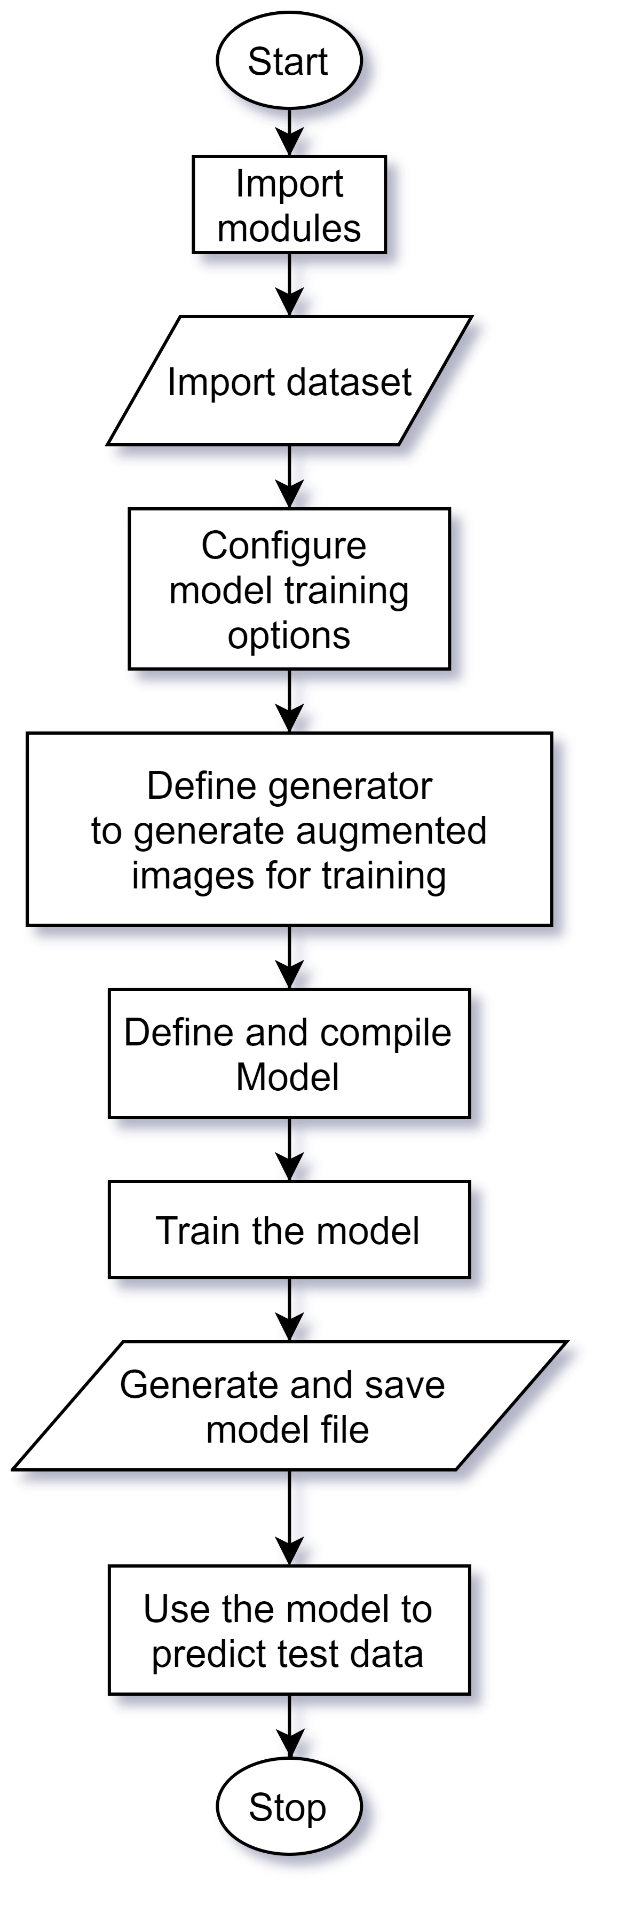 Start
Import
modules
Import dataset
Configure
model training
options
Define generator
to generate augmented
images for training
Define and compile
Model
Train the model
Generate and save
model file
Use the model to
predict test data
Stop